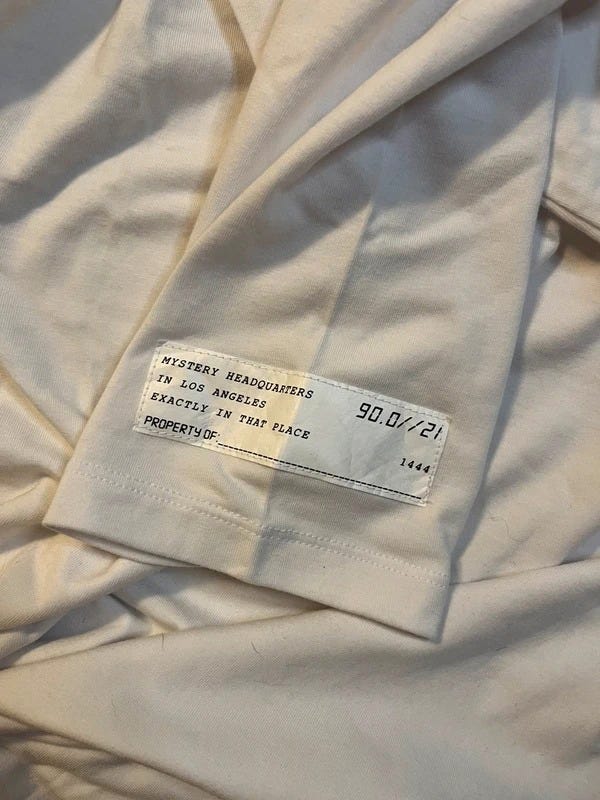 MYSTERY HEADQUARTERS
IN LOS ANGELES
EXACTLY IN THAT PLACE
PROPERTY OF:
90.0//21
1444